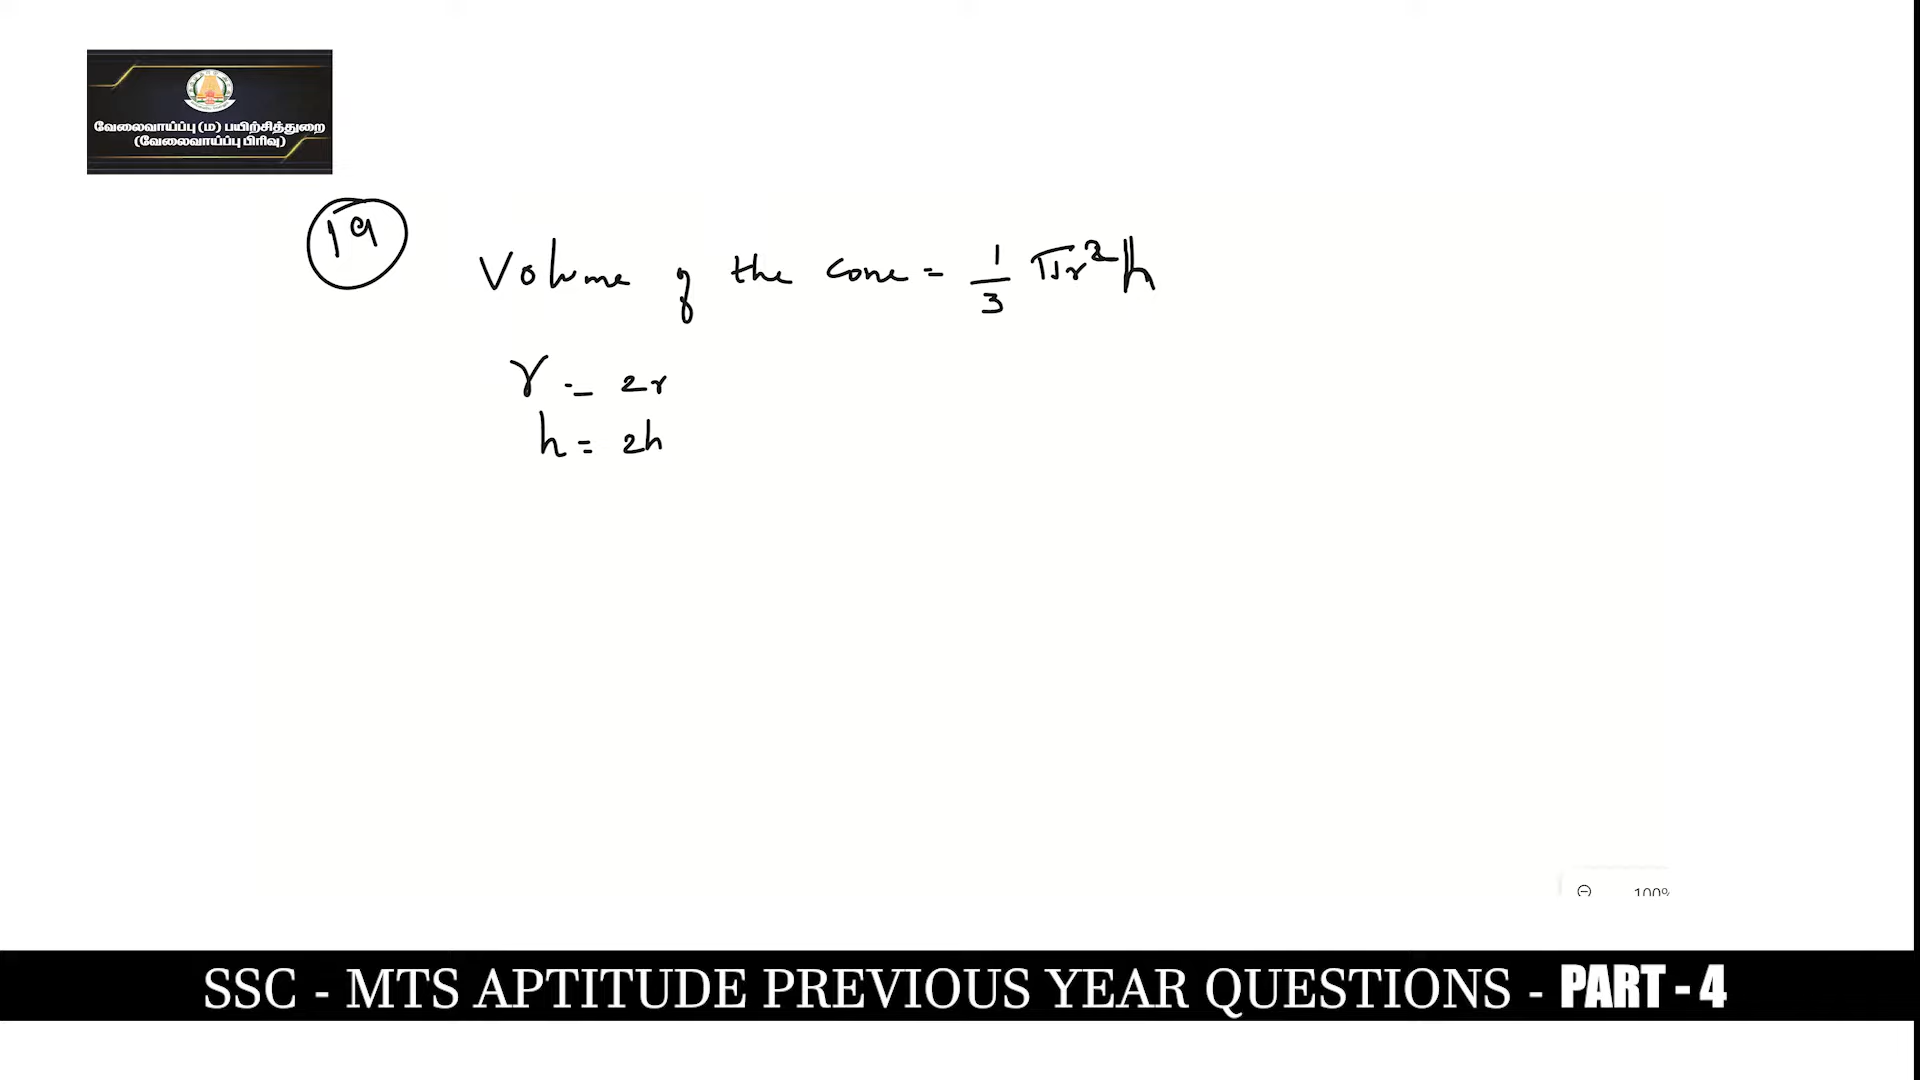 வேலைவாய்ப்பு (ம) பயிற்சித்துறை
(வேலைவாய்ப்பு பிரிவு)
19
Volume of the cone = 1/3 πr²h
r = 2r
h = 2h
100%
SSC - MTS APTITUDE PREVIOUS YEAR QUESTIONS - PART - 4